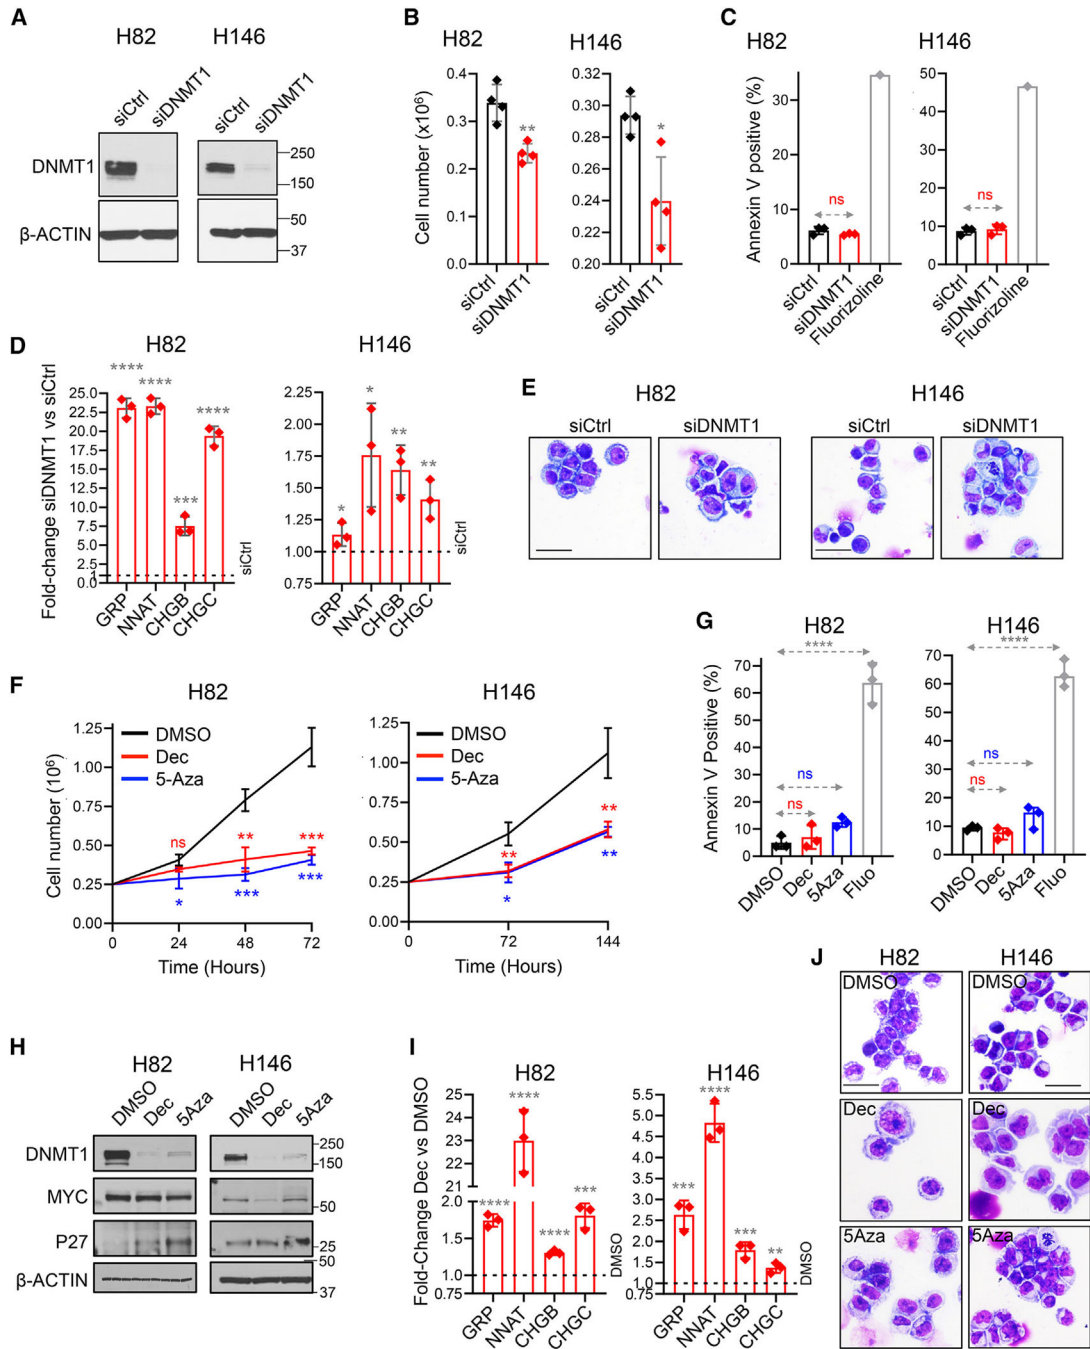 A
H82 H146
siCtrl siDNMT1 siCtrl siDNMT1
DNMT1
250
150
β-ACTIN
50
37
B
H82 H146
Cell number (x10⁶)
0.4
0.3
0.2
0.1
0.0
**
siCtrl siDNMT1
0.32
0.30
0.28
0.26
0.24
0.22
0.20
*
siCtrl siDNMT1
C
H82 H146
Annexin V positive (%)
30
20
10
0
ns
siCtrl siDNMT1 Fluorizoline
50
40
30
20
10
0
ns
siCtrl siDNMT1 Fluorizoline
D
H82 H146
Fold-change siDNMT1 vs siCtrl
25.0
22.5
20.0
17.5
15.0
12.5
10.0
7.5
5.0
2.5
1
0.0
**** **** *** ****
siCtrl
GRP NNAT CHGB CHGC
2.25
2.00
1.75
1.50
1.25
1.00
0.75
* * ** **
siCtrl
GRP NNAT CHGB CHGC
E
H82 H146
siCtrl siDNMT1 siCtrl siDNMT1
F
H82 H146
Cell number (10⁶)
1.25
1.00
0.75
0.50
0.25
0.00
DMSO
Dec
5-Aza
ns ** ***
* *** ***
0 24 48 72
Time (Hours)
1.25
1.00
0.75
0.50
0.25
0.00
DMSO
Dec
5-Aza
** **
* **
0 72 144
Time (Hours)
G
H82 H146
Annexin V Positive (%)
70
60
50
40
30
20
10
0
****
ns
ns
DMSO Dec 5Aza Fluo
70
60
50
40
30
20
10
0
****
ns
ns
DMSO Dec 5Aza Fluo
H
H82 H146
DMSO Dec 5Aza DMSO Dec 5Aza
DNMT1
250
150
MYC
50
P27
25
β-ACTIN
50
37
I
H82 H146
Fold-Change Dec vs DMSO
25
24
23
22
21
2.0
1.5
1.0
0.75
**** **** **** ***
DMSO
GRP NNAT CHGB CHGC
5.5
5.0
4.5
4.0
3.5
3.0
2.5
2.0
1.5
1.0
0.75
*** **** *** **
DMSO
GRP NNAT CHGB CHGC
J
H82 H146
DMSO DMSO
Dec Dec
5Aza 5Aza